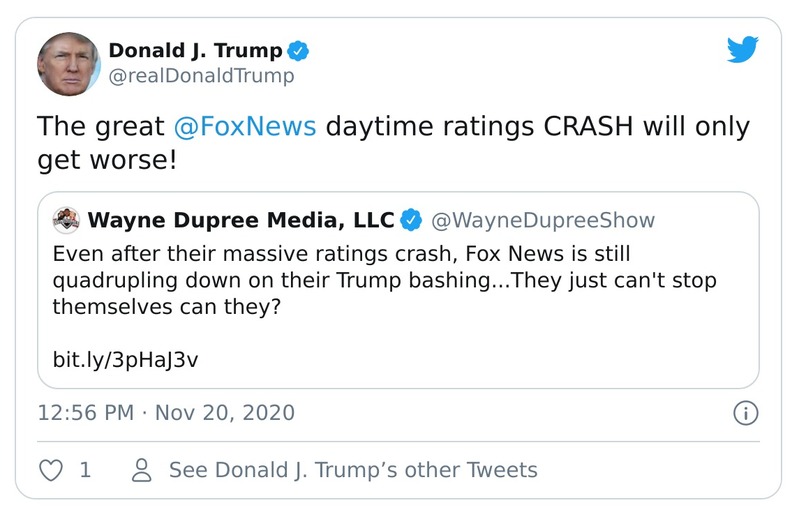 Donald J. Trump
@realDonaldTrump
The great @FoxNews daytime ratings CRASH will only
get worse!
Wayne Dupree Media, LLC @WayneDupreeShow
Even after their massive ratings crash, Fox News is still
quadrupling down on their Trump bashing...They just can't stop
themselves can they?
bit.ly/3pHaJ3v
12:56 PM · Nov 20, 2020
1 See Donald J. Trump’s other Tweets